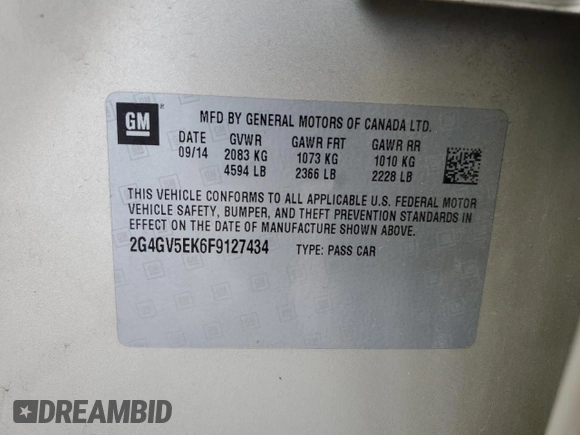 GM
MFD BY GENERAL MOTORS OF CANADA LTD.
DATE GVWR GAWR FRT GAWR RR
09/14 2083 KG 1073 KG 1010 KG
4594 LB 2366 LB 2228 LB
THIS VEHICLE CONFORMS TO ALL APPLICABLE U.S. FEDERAL MOTOR
VEHICLE SAFETY, BUMPER, AND THEFT PREVENTION STANDARDS IN
EFFECT ON THE DATE OF MANUFACTURE SHOWN ABOVE.
2G4GV5EK6F9127434 TYPE: PASS CAR
DREAMBID